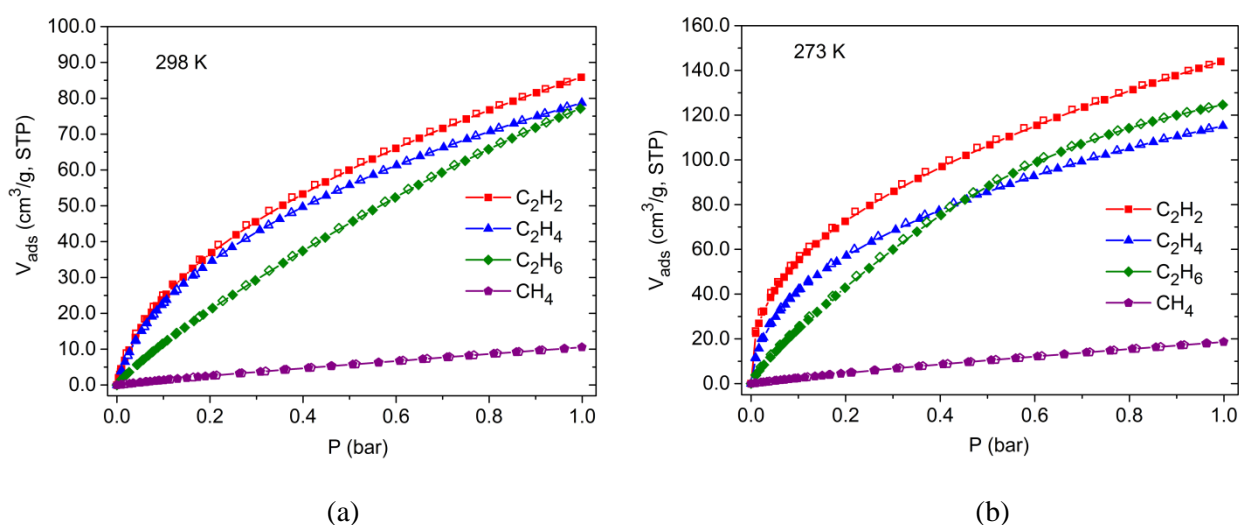 100.0
90.0
80.0
70.0
60.0
50.0
40.0
30.0
20.0
10.0
0.0
V_ads (cm³/g, STP)
298 K
C₂H₂
C₂H₄
C₂H₆
CH₄
0.0 0.2 0.4 0.6 0.8 1.0
P (bar)
(a)
160.0
140.0
120.0
100.0
80.0
60.0
40.0
20.0
0.0
V_ads (cm³/g, STP)
273 K
C₂H₂
C₂H₄
C₂H₆
CH₄
0.0 0.2 0.4 0.6 0.8 1.0
P (bar)
(b)